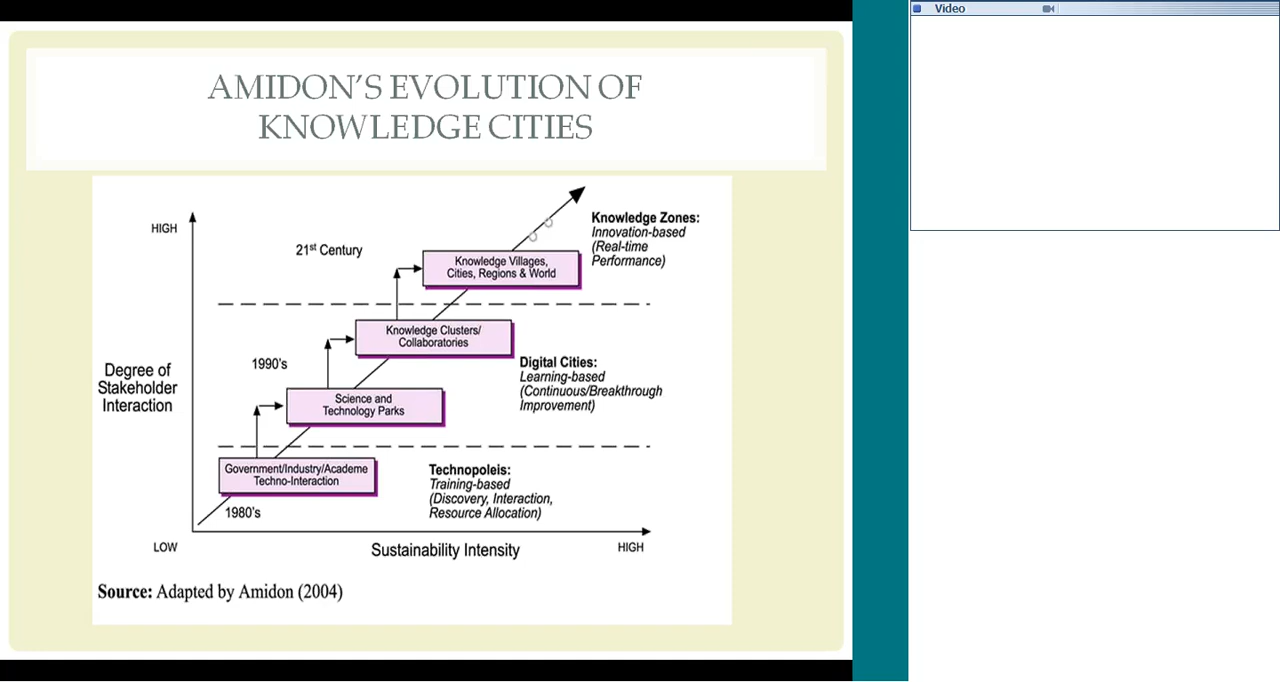 Video
AMIDON'S EVOLUTION OF
KNOWLEDGE CITIES
HIGH
21st Century
Knowledge Villages,
Cities, Regions & World
Knowledge Zones:
Innovation-based
(Real-time
Performance)
Degree of
Stakeholder
Interaction
1990's
Knowledge Clusters/
Collaboratories
Science and
Technology Parks
Digital Cities:
Learning-based
(Continuous/Breakthrough
Improvement)
Government/Industry/Academe
Techno-Interaction
1980's
Technopoleis:
Training-based
(Discovery, Interaction,
Resource Allocation)
LOW
Sustainability Intensity
HIGH
Source: Adapted by Amidon (2004)